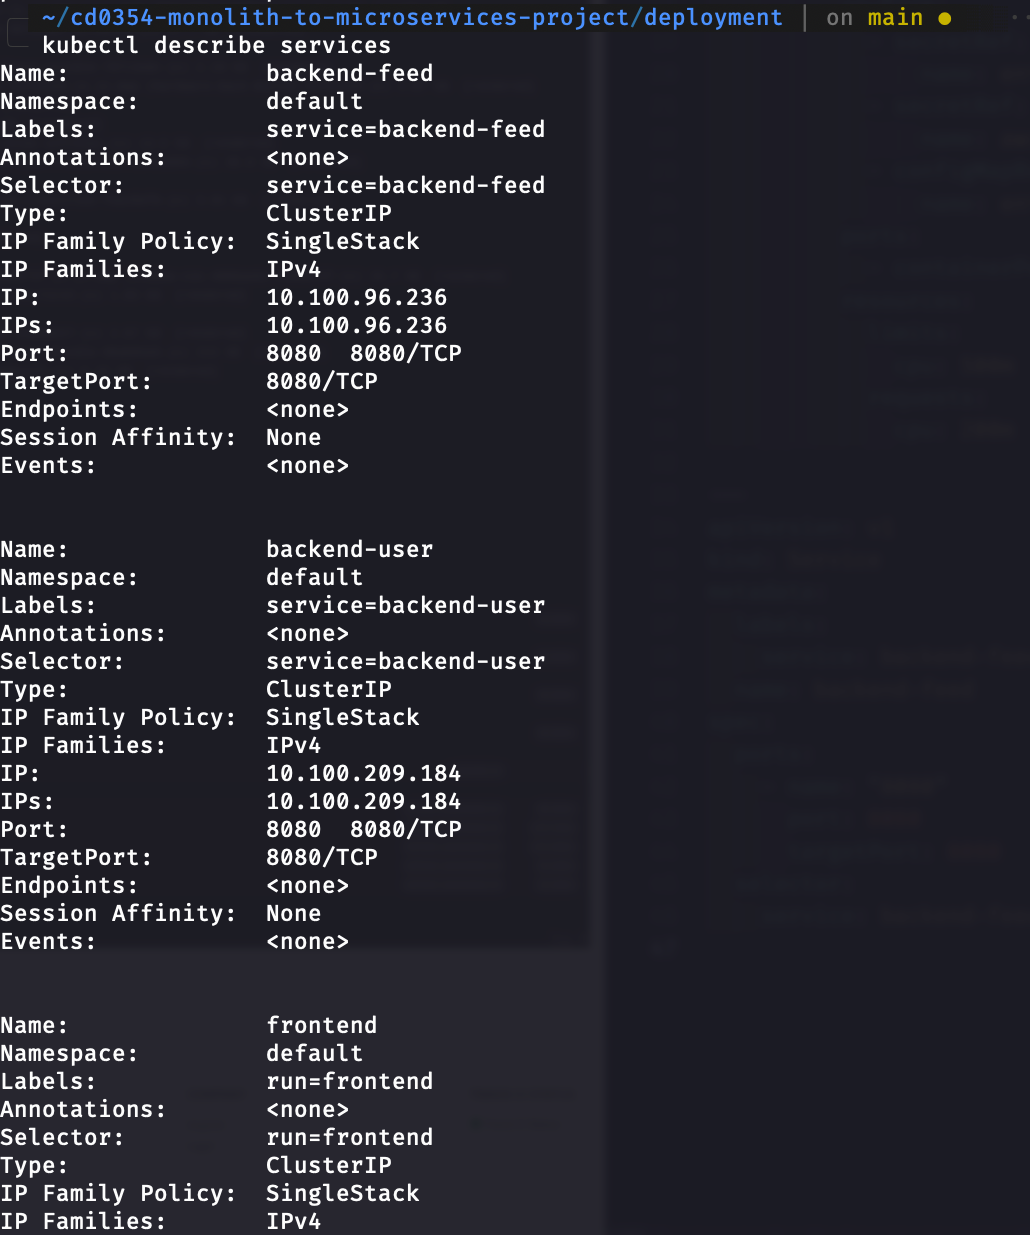 ~/cd0354-monolith-to-microservices-project/deployment | on main ●
kubectl describe services
Name: backend-feed
Namespace: default
Labels: service=backend-feed
Annotations: <none>
Selector: service=backend-feed
Type: ClusterIP
IP Family Policy: SingleStack
IP Families: IPv4
IP: 10.100.96.236
IPs: 10.100.96.236
Port: 8080 8080/TCP
TargetPort: 8080/TCP
Endpoints: <none>
Session Affinity: None
Events: <none>
Name: backend-user
Namespace: default
Labels: service=backend-user
Annotations: <none>
Selector: service=backend-user
Type: ClusterIP
IP Family Policy: SingleStack
IP Families: IPv4
IP: 10.100.209.184
IPs: 10.100.209.184
Port: 8080 8080/TCP
TargetPort: 8080/TCP
Endpoints: <none>
Session Affinity: None
Events: <none>
Name: frontend
Namespace: default
Labels: run=frontend
Annotations: <none>
Selector: run=frontend
Type: ClusterIP
IP Family Policy: SingleStack
IP Families: IPv4